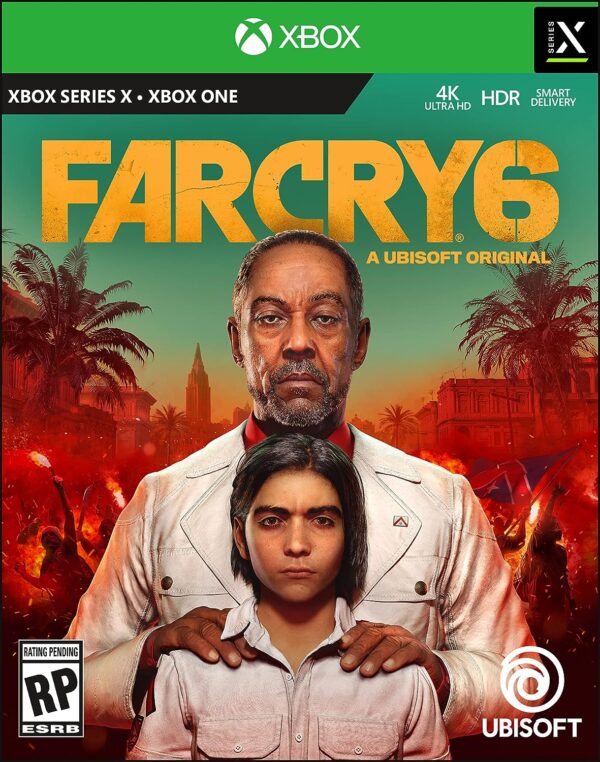 XBOX
SERIES X
XBOX SERIES X • XBOX ONE
4K
ULTRA HD
HDR
SMART
DELIVERY
FARCRY6
®
A UBISOFT ORIGINAL
RATING PENDING
RP
ESRB
UBISOFT